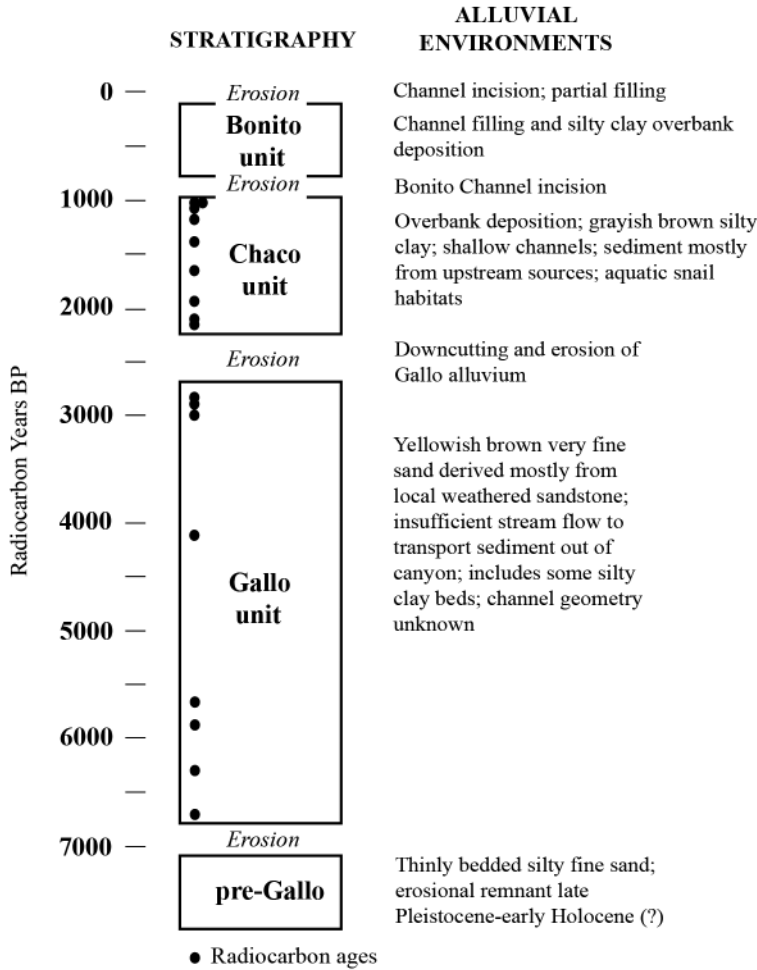 STRATIGRAPHY
ALLUVIAL
ENVIRONMENTS
Radiocarbon Years BP
0
Erosion
Channel incision; partial filling
Bonito
unit
Channel filling and silty clay overbank
deposition
Erosion
Bonito Channel incision
1000
Chaco
unit
Overbank deposition; grayish brown silty
clay; shallow channels; sediment mostly
from upstream sources; aquatic snail
habitats
2000
Erosion
Downcutting and erosion of
Gallo alluvium
3000
4000
5000
6000
Gallo
unit
Yellowish brown very fine
sand derived mostly from
local weathered sandstone;
insufficient stream flow to
transport sediment out of
canyon; includes some silty
clay beds; channel geometry
unknown
7000
Erosion
pre-Gallo
Thinly bedded silty fine sand;
erosional remnant late
Pleistocene-early Holocene (?)
Radiocarbon ages